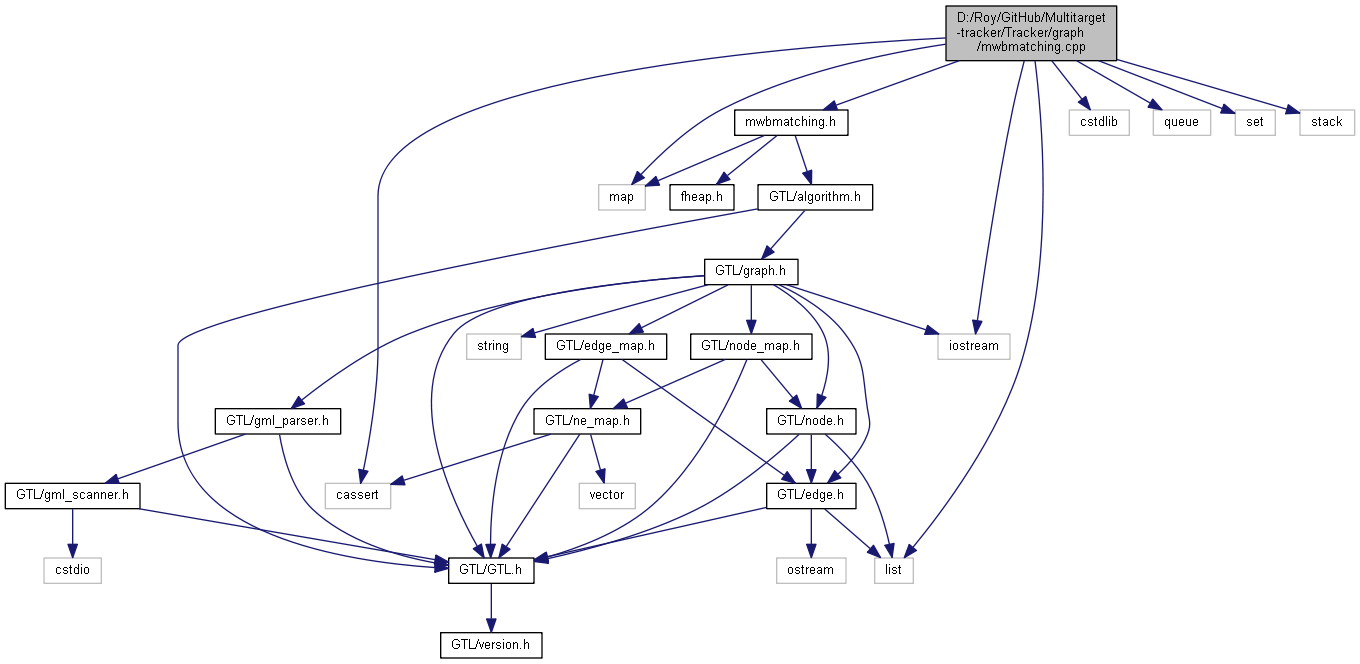 D:/Roy/GitHub/Multitarget
-tracker/Tracker/graph
/mwbmatching.cpp
mwbmatching.h
cstdlib
queue
set
stack
map
fheap.h
GTL/algorithm.h
GTL/graph.h
string
GTL/edge_map.h
GTL/node_map.h
iostream
GTL/gml_parser.h
GTL/ne_map.h
GTL/node.h
GTL/gml_scanner.h
cassert
vector
GTL/edge.h
cstdio
GTL/GTL.h
ostream
list
GTL/version.h